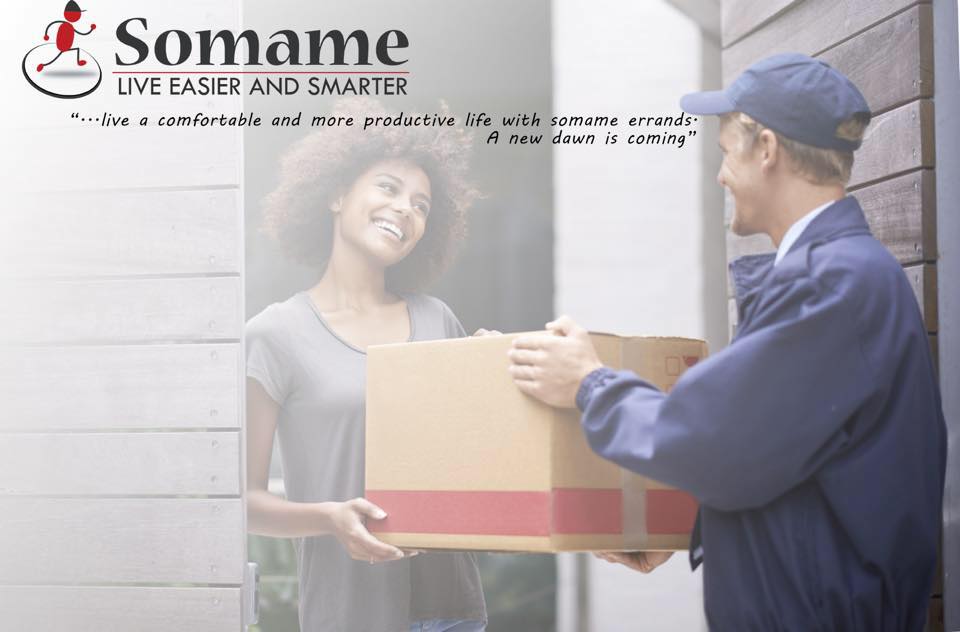 Somame
LIVE EASIER AND SMARTER
“...live a comfortable and more productive life with somame errands.
A new dawn is coming”